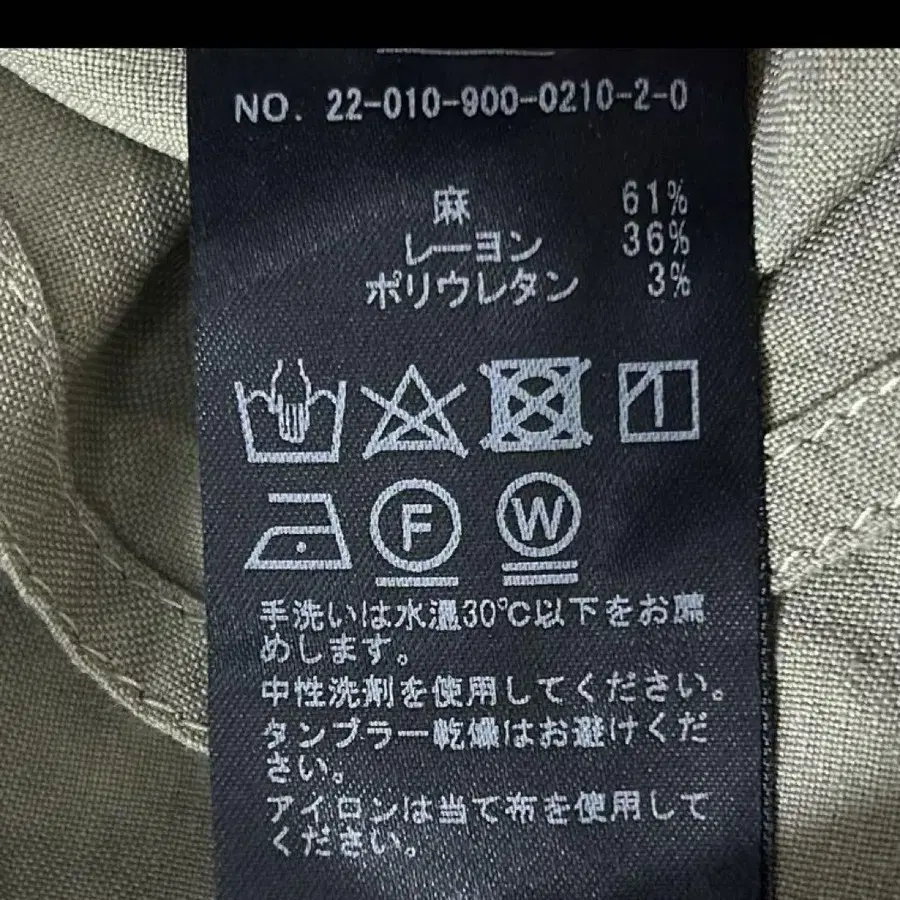 NO. 22-010-900-0210-2-0
麻 61%
レーヨン 36%
ポリウレタン 3%
F
W
手洗いは水温30℃以下をお薦
めします。
中性洗剤を使用してください。
タンブラー乾燥はお避けくだ
さい。
アイロンは当て布を使用して
ください。